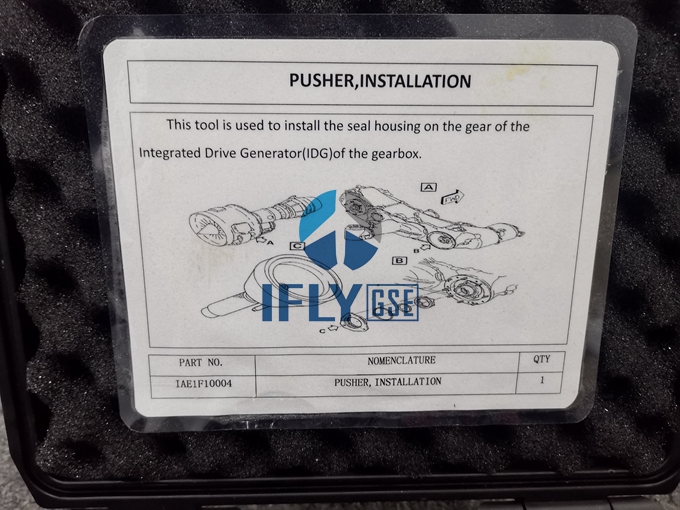 PUSHER,INSTALLATION
This tool is used to install the seal housing on the gear of the
Integrated Drive Generator(IDG)of the gearbox.
A
A
B
C
B
C
IFLY GSE
PART NO. NOMENCLATURE QTY
IAE1F10004 PUSHER, INSTALLATION 1